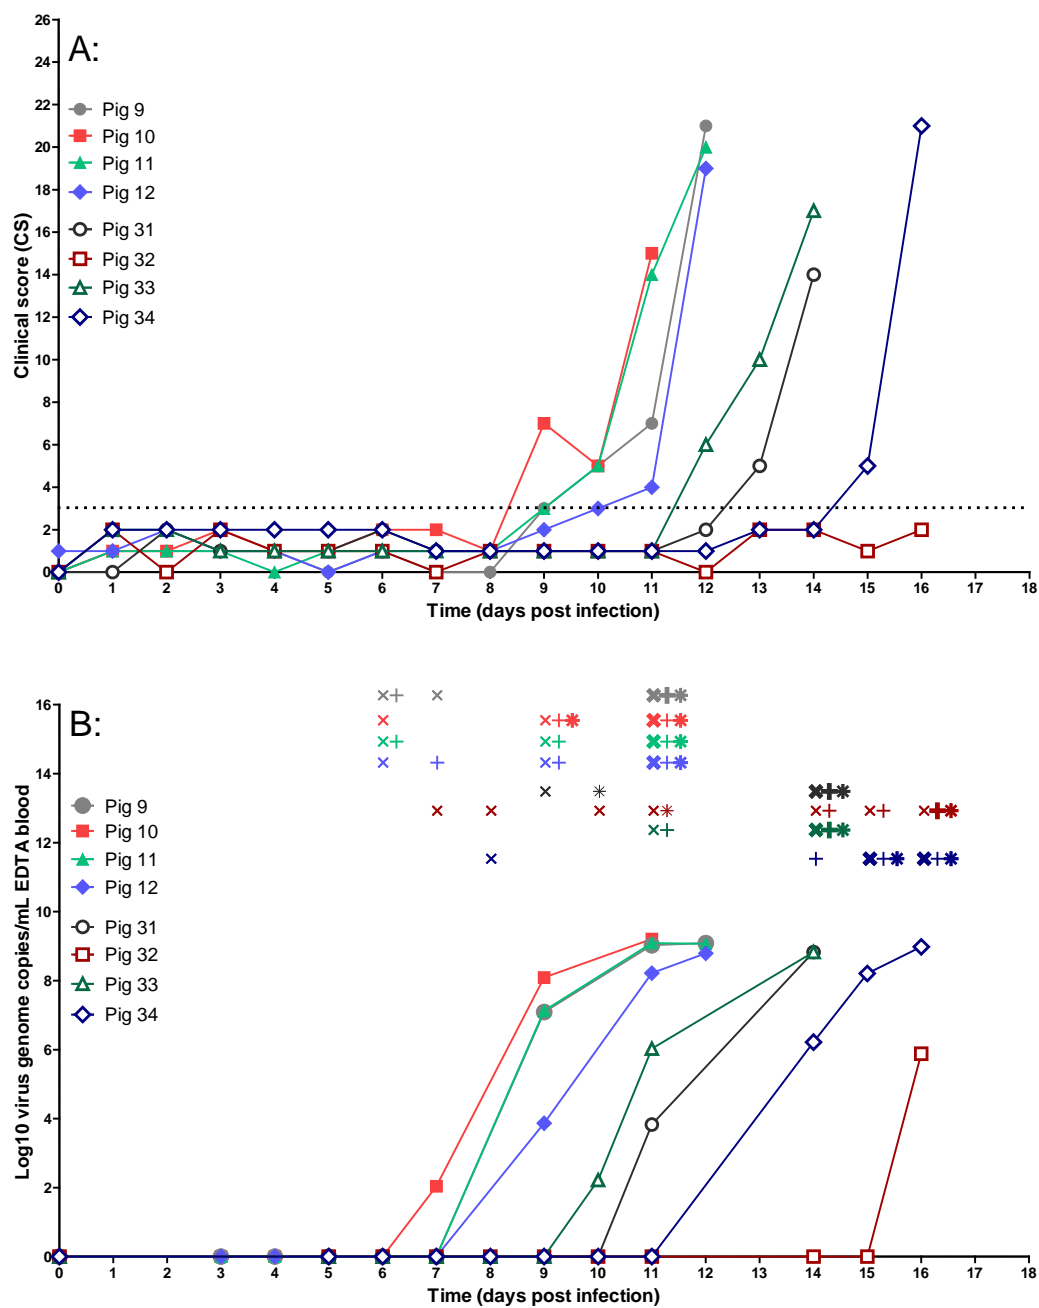 A:
26
24
22
20
18
16
14
12
10
8
6
4
2
0
Clinical score (CS)
Pig 9
Pig 10
Pig 11
Pig 12
Pig 31
Pig 32
Pig 33
Pig 34
0 1 2 3 4 5 6 7 8 9 10 11 12 13 14 15 16 17 18
Time (days post infection)
B:
16
14
12
10
8
6
4
2
0
Log10 virus genome copies/mL EDTA blood
Pig 9
Pig 10
Pig 11
Pig 12
Pig 31
Pig 32
Pig 33
Pig 34
0 1 2 3 4 5 6 7 8 9 10 11 12 13 14 15 16 17 18
Time (days post infection)